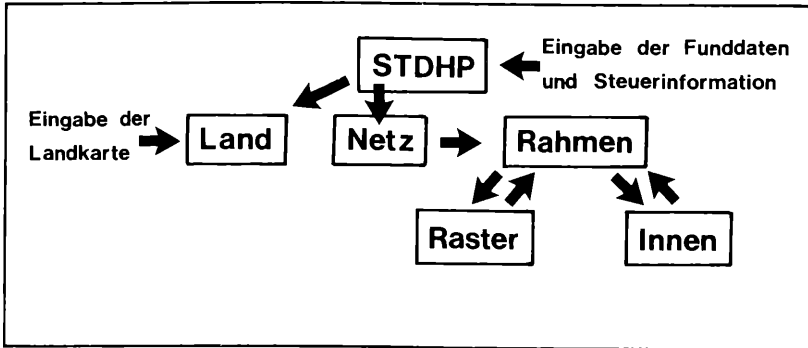 STDHP
Eingabe der Funddaten
und Steuerinformation
Eingabe der
Landkarte
Land
Netz
Rahmen
Raster
Innen